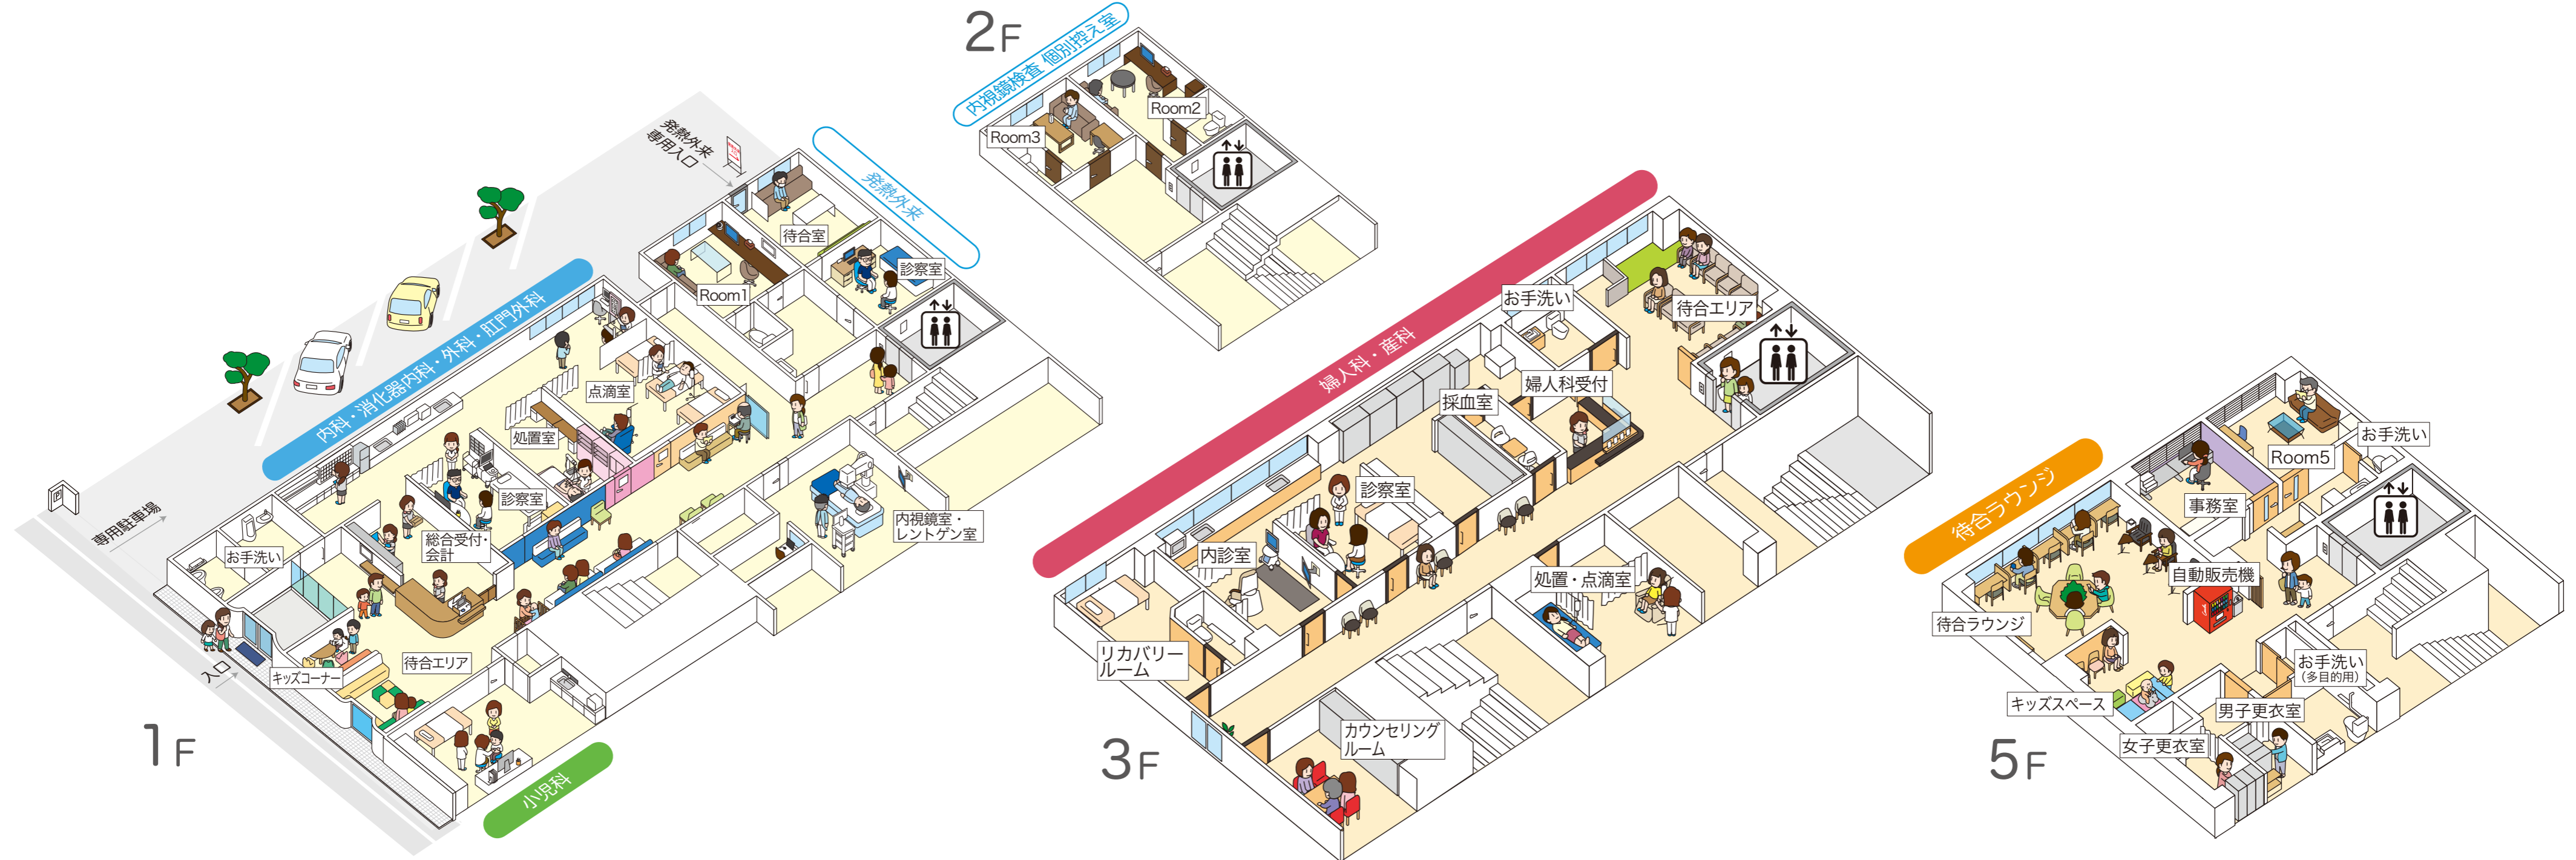 1F
内科・消化器内科・外科・肛門外科
発熱外来
専用入口
発熱外来
待合室
診察室
Room1
点滴室
処置室
診察室
総合受付・
会計
内視鏡室・
レントゲン室
お手洗い
専用駐車場
入口
キッズコーナー
待合エリア
小児科
2F
内視鏡検査 個別控え室
Room2
Room3
3F
婦人科・産科
お手洗い
待合エリア
婦人科受付
採血室
診察室
内診室
処置・点滴室
リカバリー
ルーム
カウンセリング
ルーム
5F
待合ラウンジ
お手洗い
Room5
事務室
自動販売機
待合ラウンジ
お手洗い
(多目的用)
キッズスペース
男子更衣室
女子更衣室